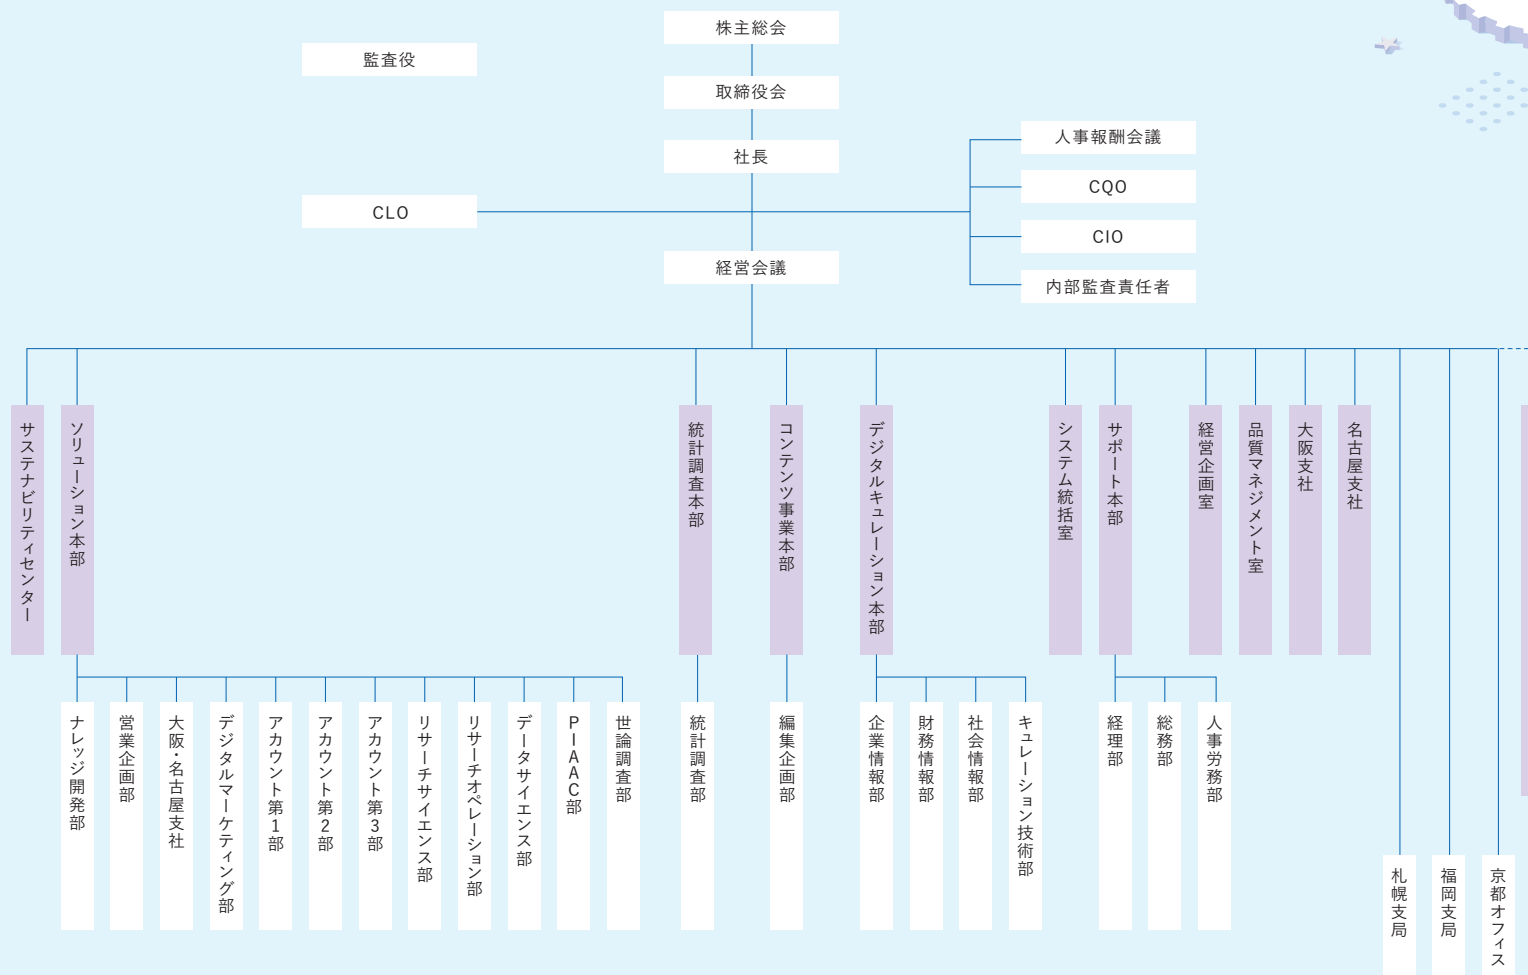 株主総会
監査役
取締役会
人事報酬会議
社長
CQO
CLO
CIO
経営会議
内部監査責任者
サステナビリティセンター
ソリューション本部
統計調査本部
コンテンツ事業本部
デジタルキュレーション本部
システム統括室
サポート本部
経営企画室
品質マネジメント室
大阪支社
名古屋支社
ナレッジ開発部
営業企画部
大阪・名古屋支社
デジタルマーケティング部
アカウント第1部
アカウント第2部
アカウント第3部
リサーチサイエンス部
リサーチオペレーション部
データサイエンス部
PIAAC部
世論調査部
統計調査部
編集企画部
企業情報部
財務情報部
社会情報部
キュレーション技術部
経理部
総務部
人事労務部
札幌支局
福岡支局
京都オフィス